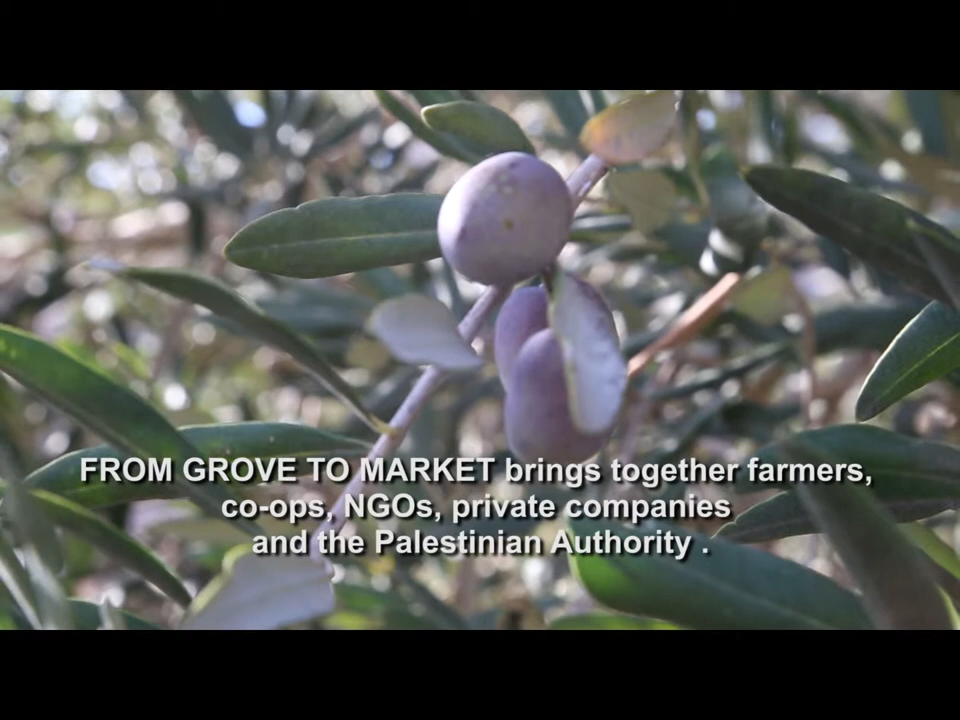 FROM GROVE TO MARKET brings together farmers,
co-ops, NGOs, private companies
and the Palestinian Authority .